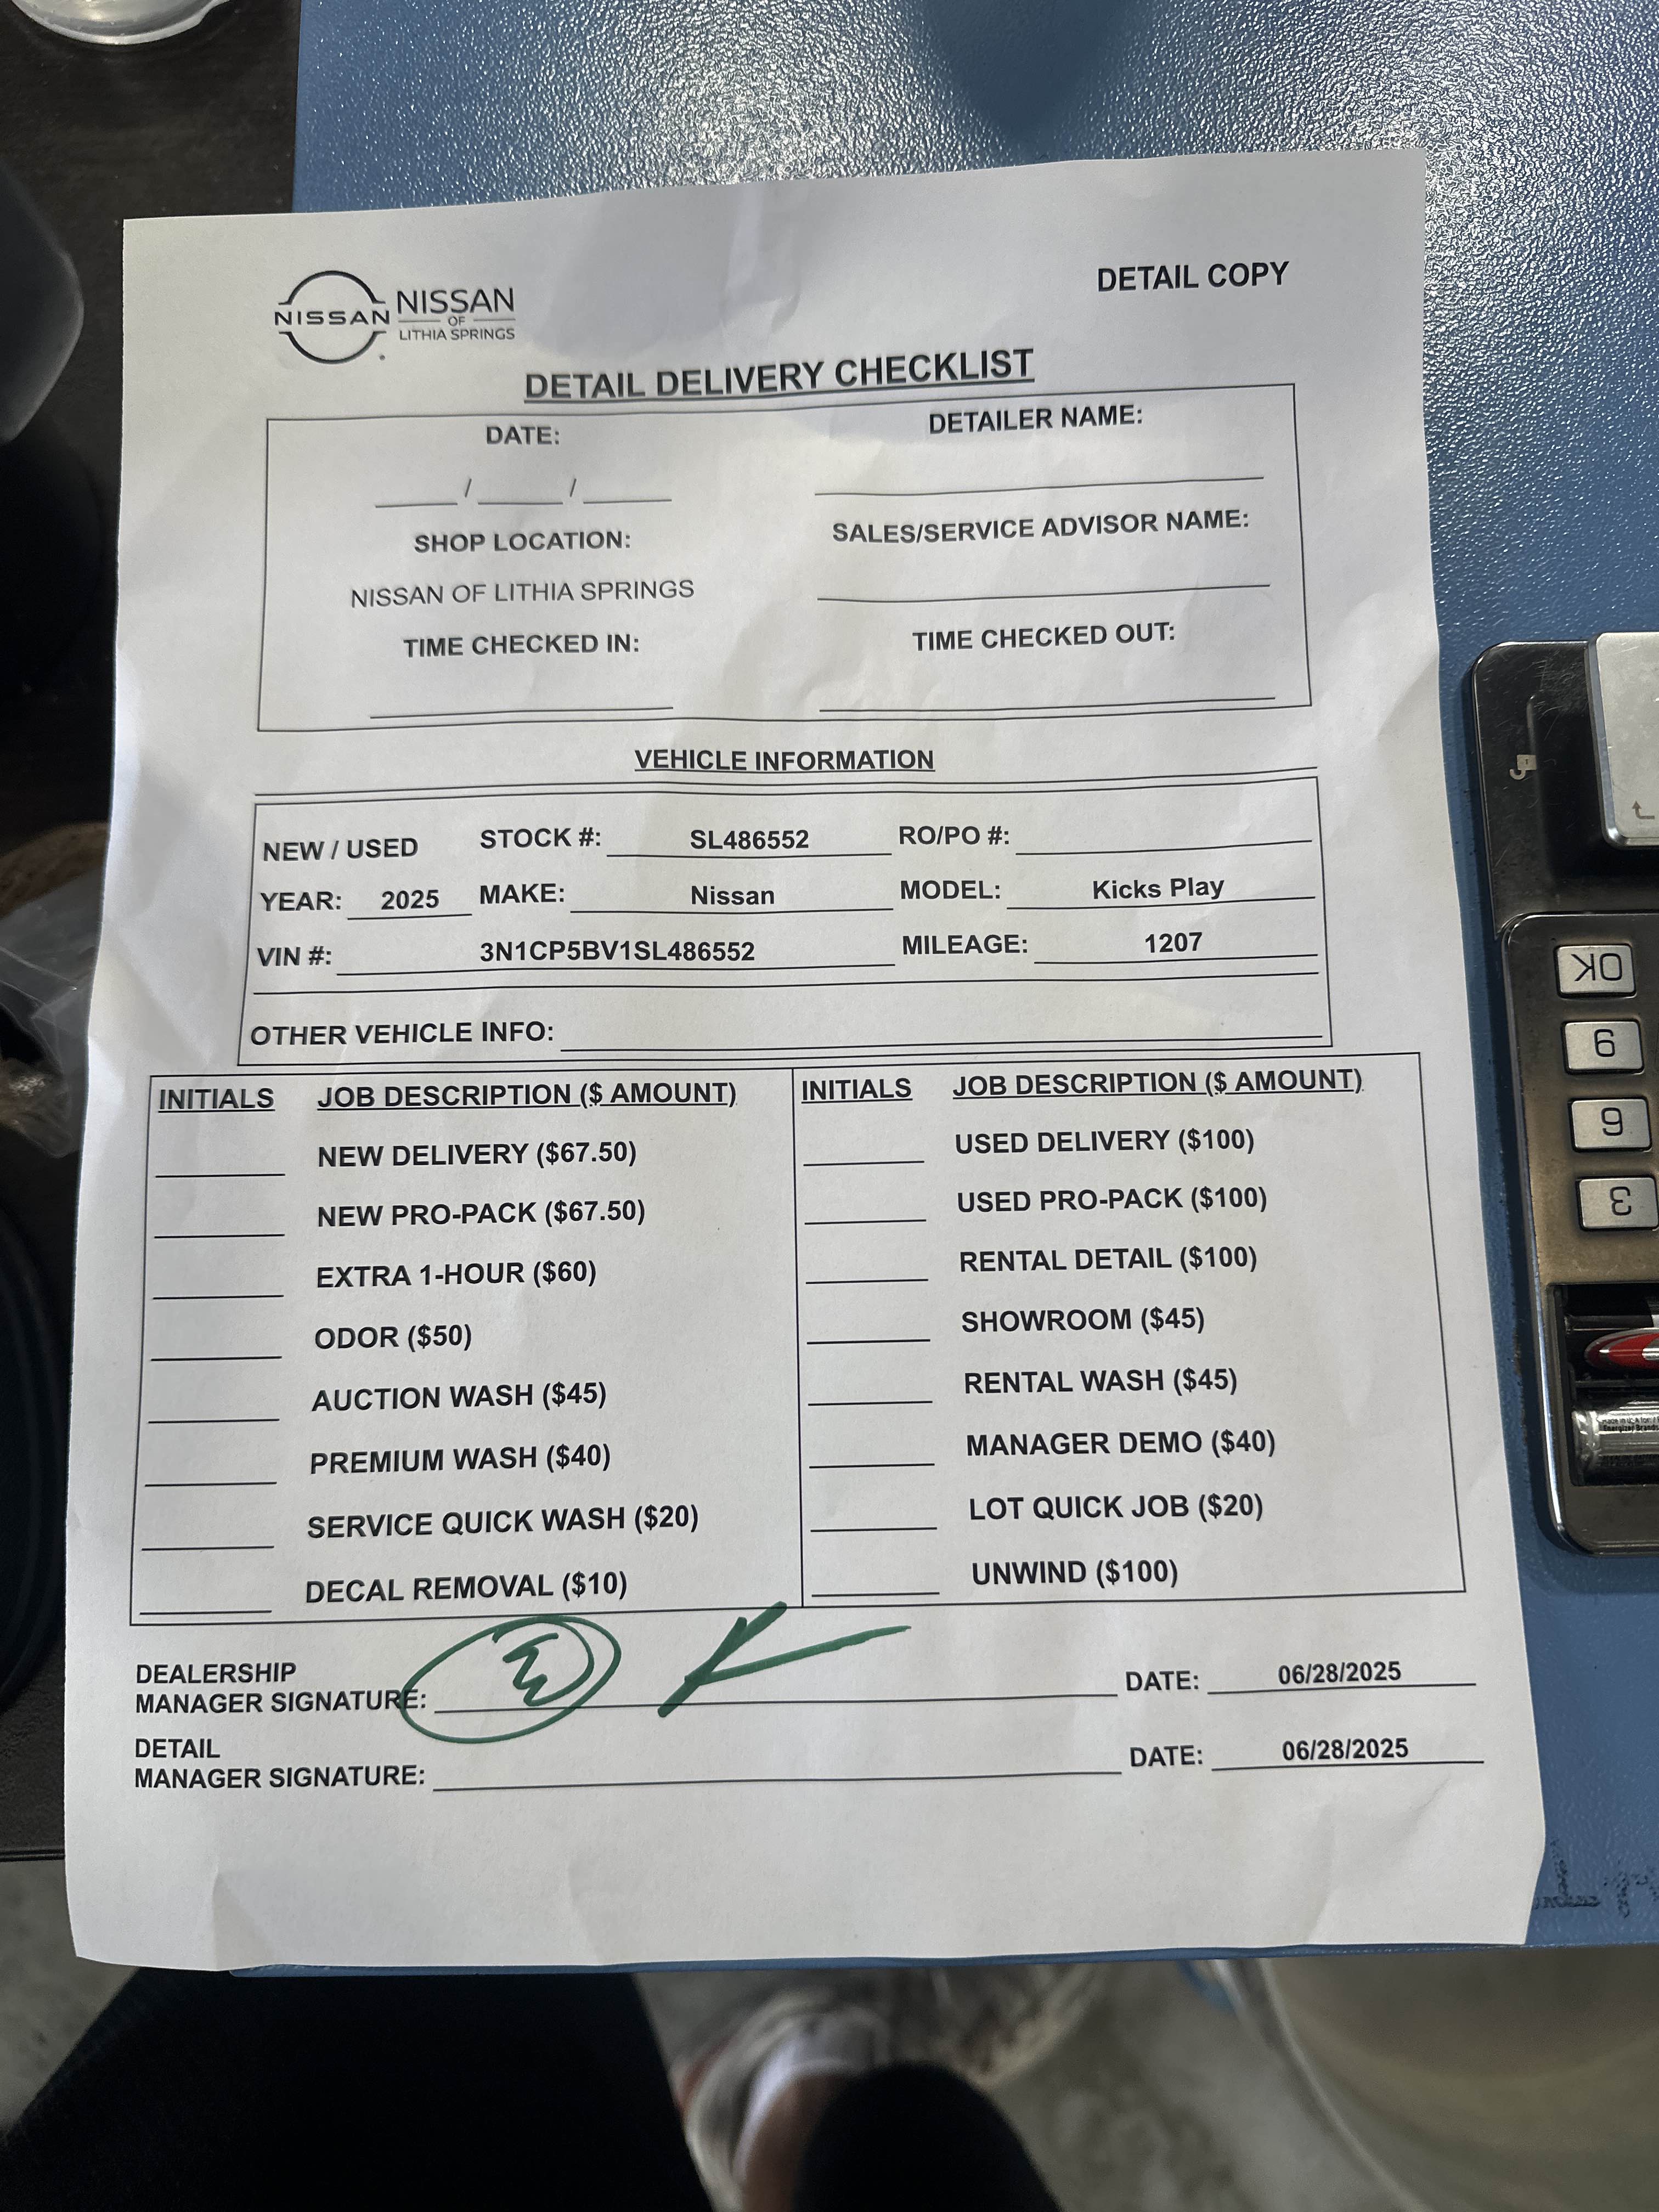 DETAIL COPY
NISSAN NISSAN
OF
LITHIA SPRINGS
DETAIL DELIVERY CHECKLIST
DATE: DETAILER NAME:
/ /
SHOP LOCATION: SALES/SERVICE ADVISOR NAME:
NISSAN OF LITHIA SPRINGS
TIME CHECKED IN: TIME CHECKED OUT:
VEHICLE INFORMATION
NEW / USED STOCK #: SL486552 RO/PO #:
YEAR: 2025 MAKE: Nissan MODEL: Kicks Play
VIN #: 3N1CP5BV1SL486552 MILEAGE: 1207
OTHER VEHICLE INFO:
INITIALS JOB DESCRIPTION ($ AMOUNT) INITIALS JOB DESCRIPTION ($ AMOUNT)
NEW DELIVERY ($67.50) USED DELIVERY ($100)
NEW PRO-PACK ($67.50) USED PRO-PACK ($100)
EXTRA 1-HOUR ($60) RENTAL DETAIL ($100)
ODOR ($50) SHOWROOM ($45)
AUCTION WASH ($45) RENTAL WASH ($45)
PREMIUM WASH ($40) MANAGER DEMO ($40)
SERVICE QUICK WASH ($20) LOT QUICK JOB ($20)
DECAL REMOVAL ($10) UNWIND ($100)
DEALERSHIP
MANAGER SIGNATURE: DATE: 06/28/2025
DETAIL
MANAGER SIGNATURE: DATE: 06/28/2025
OK
9
6
3